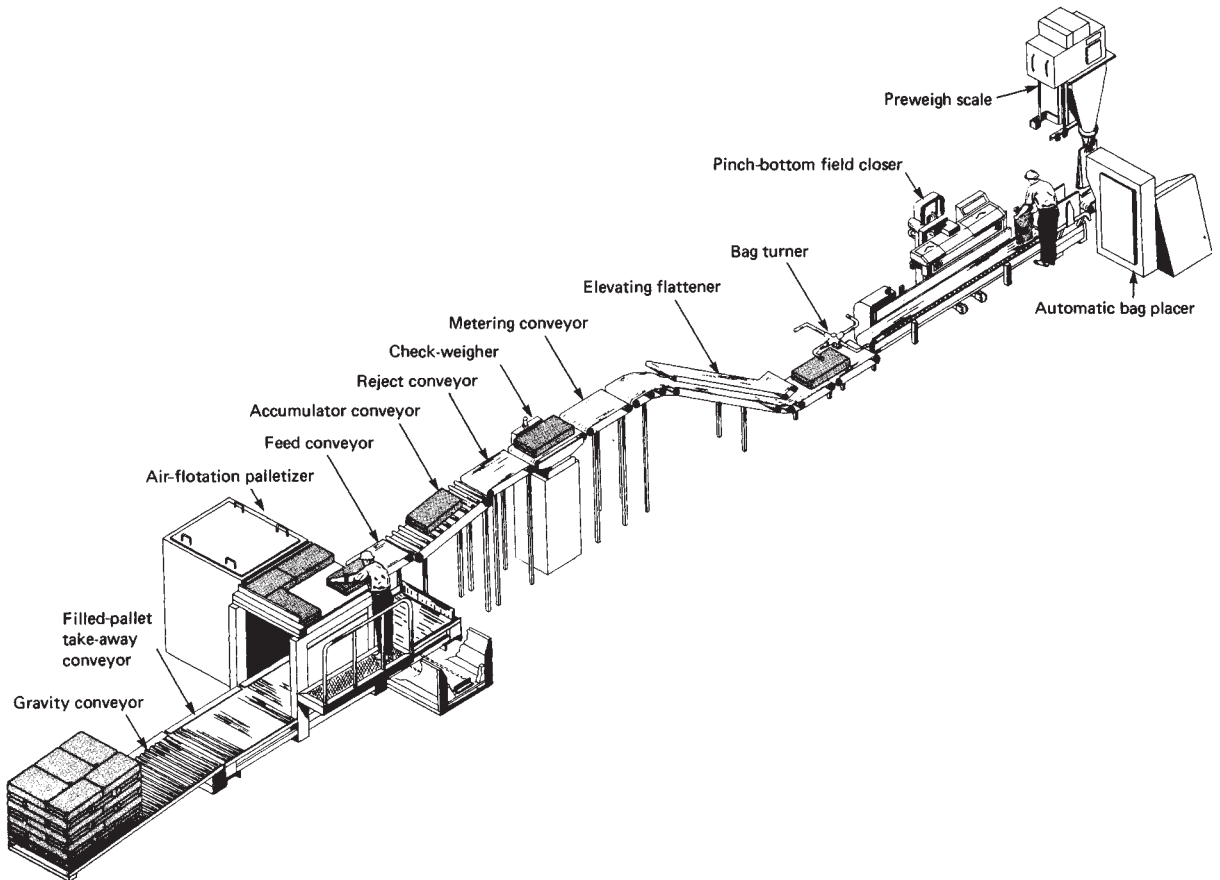 Preweigh scale
Pinch-bottom field closer
Bag turner
Elevating flattener
Automatic bag placer
Metering conveyor
Check-weigher
Reject conveyor
Accumulator conveyor
Feed conveyor
Air-flotation palletizer
Filled-pallet
take-away
conveyor
Gravity conveyor